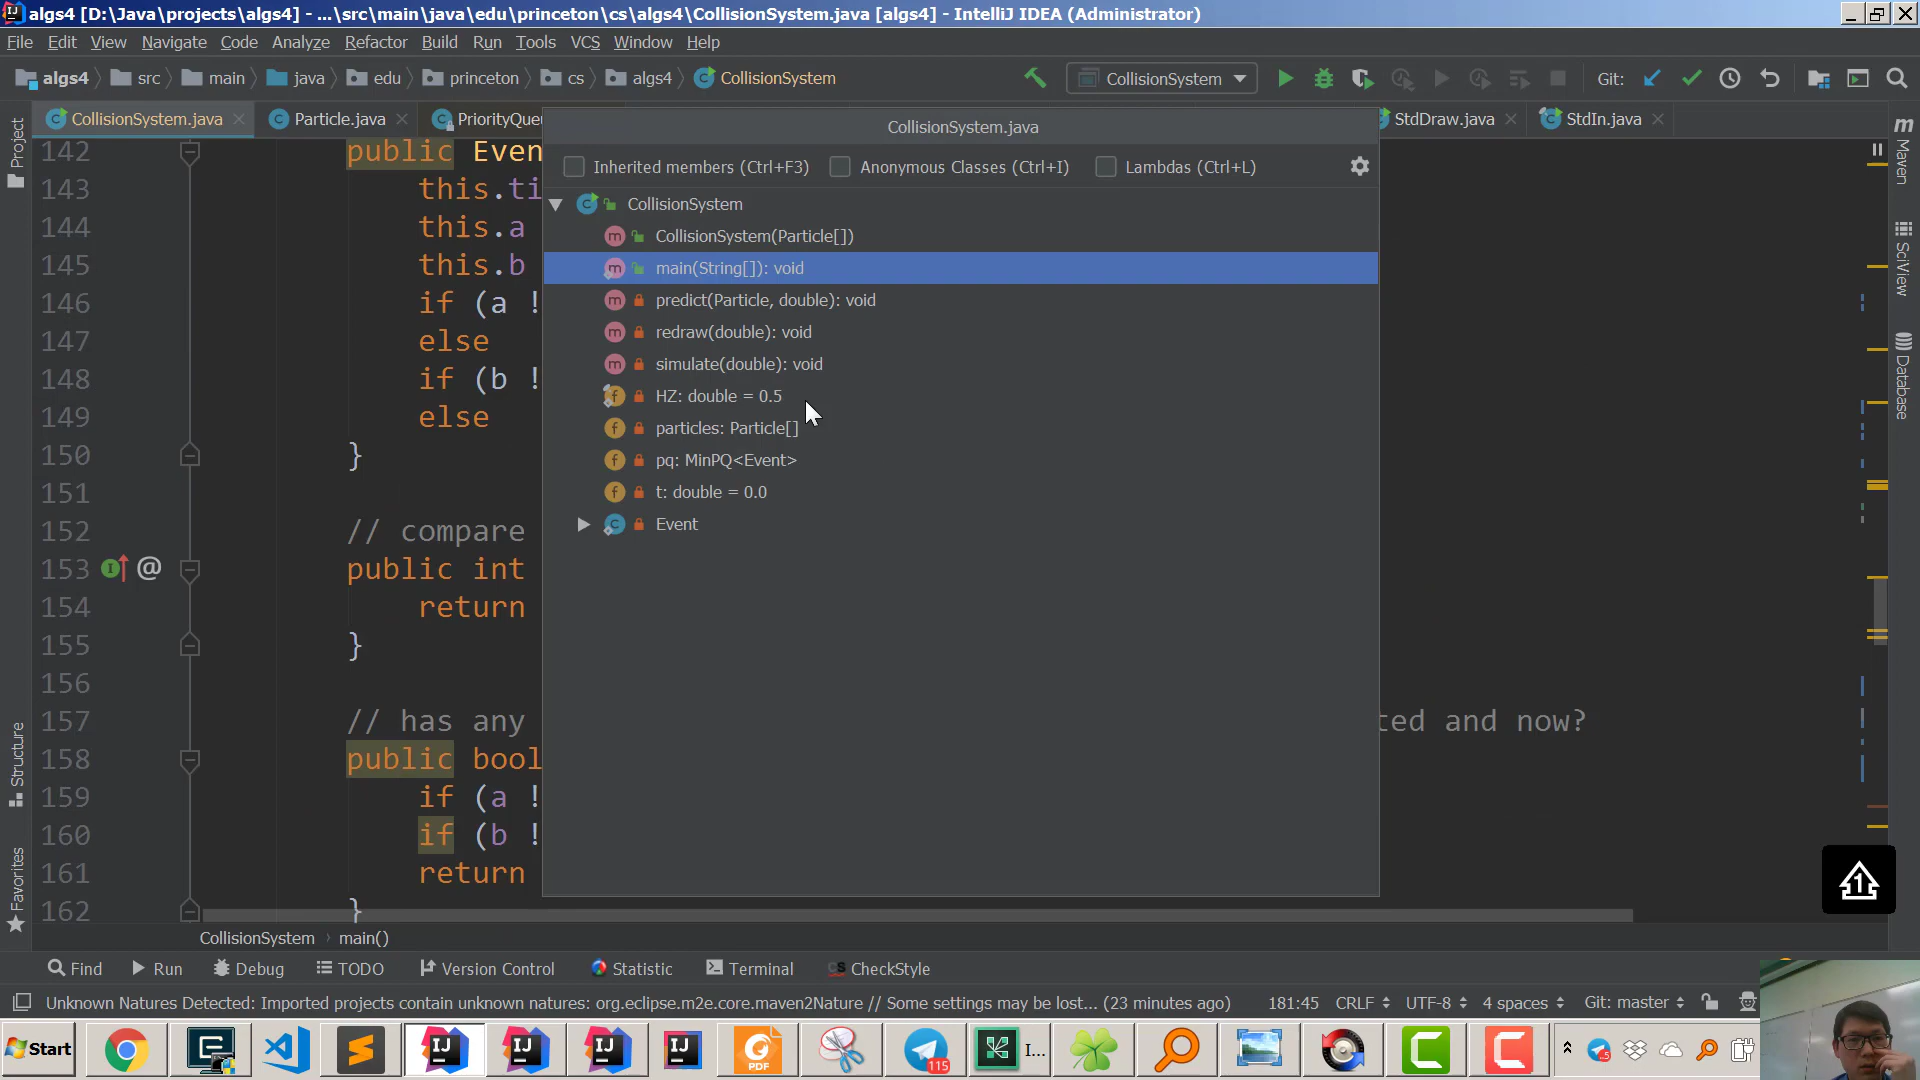 algs4 [D:\Java\projects\algs4] - ...\src\main\java\edu\princeton\cs\algs4\CollisionSystem.java [algs4] - IntelliJ IDEA (Administrator)
File Edit View Navigate Code Analyze Refactor Build Run Tools VCS Window Help
algs4 src main java edu princeton cs algs4 CollisionSystem CollisionSystem Git:
CollisionSystem.java Particle.java PriorityQue StdDraw.java StdIn.java
CollisionSystem.java
Inherited members (Ctrl+F3) Anonymous Classes (Ctrl+I) Lambdas (Ctrl+L)
CollisionSystem
CollisionSystem(Particle[])
main(String[]): void
predict(Particle, double): void
redraw(double): void
simulate(double): void
HZ: double = 0.5
particles: Particle[]
pq: MinPQ<Event>
t: double = 0.0
Event
142 public Even
143 this.ti
144 this.a
145 this.b
146 if (a !
147 else
148 if (b !
149 else
150 }
151
152 // compare
153 @ public int
154 return
155 }
156
157 // has any ted and now?
158 public bool
159 if (a !
160 if (b !
161 return
162 }
Project
Structure
Favorites
Maven
SciView
Database
CollisionSystem main()
Find Run Debug TODO Version Control Statistic Terminal CheckStyle
Unknown Natures Detected: Imported projects contain unknown natures: org.eclipse.m2e.core.maven2Nature // Some settings may be lost... (23 minutes ago) 181:45 CRLF UTF-8 4 spaces Git: master
Start PDF 115 I...